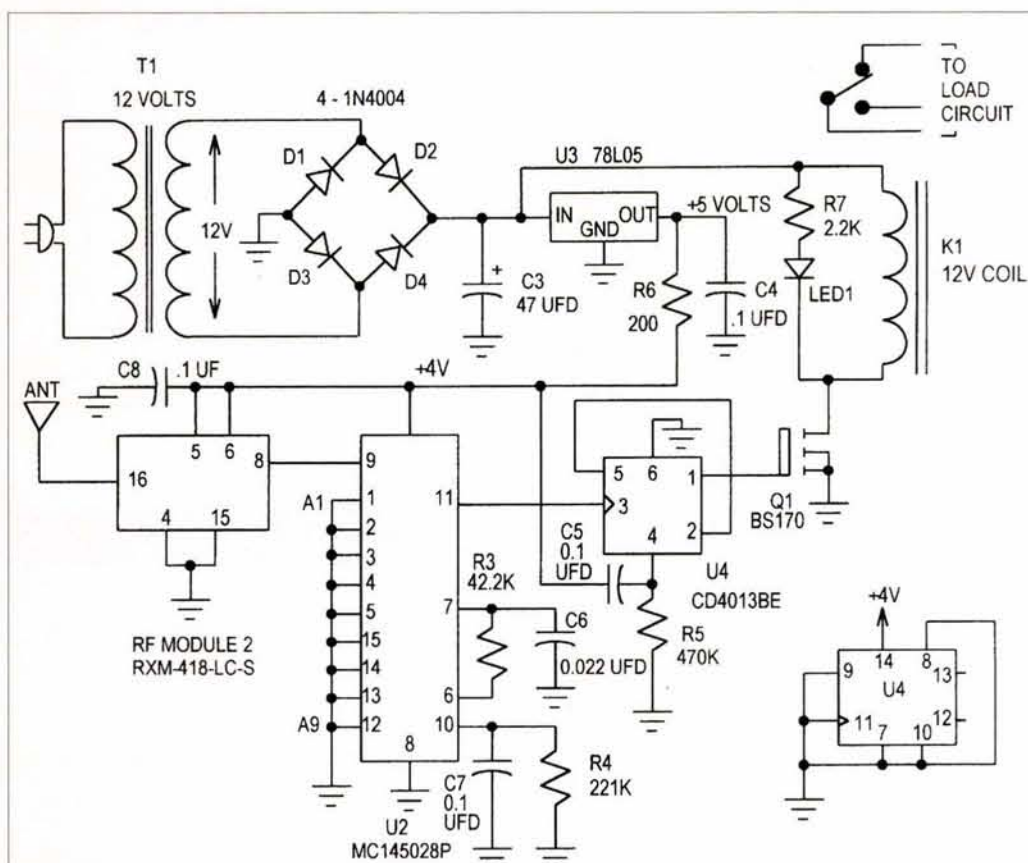 T1
12 VOLTS
4 - 1N4004
D1
D2
D3
D4
12V
C3
47 UFD
+
U3 78L05
IN
OUT
GND
+5 VOLTS
R6
200
C4
.1 UFD
R7
2.2K
LED1
K1
12V COIL
TO
LOAD
CIRCUIT
C8
.1 UF
+4V
ANT
16
5
6
8
4
15
RF MODULE 2
RXM-418-LC-S
A1
A9
9
1
2
3
4
5
15
14
13
12
8
11
7
6
10
U2
MC145028P
R3
42.2K
C6
0.022 UFD
C7
0.1
UFD
R4
221K
C5
0.1
UFD
5
6
1
3
4
2
U4
CD4013BE
R5
470K
Q1
BS170
+4V
9
14
8
13
U4
11
12
7
10